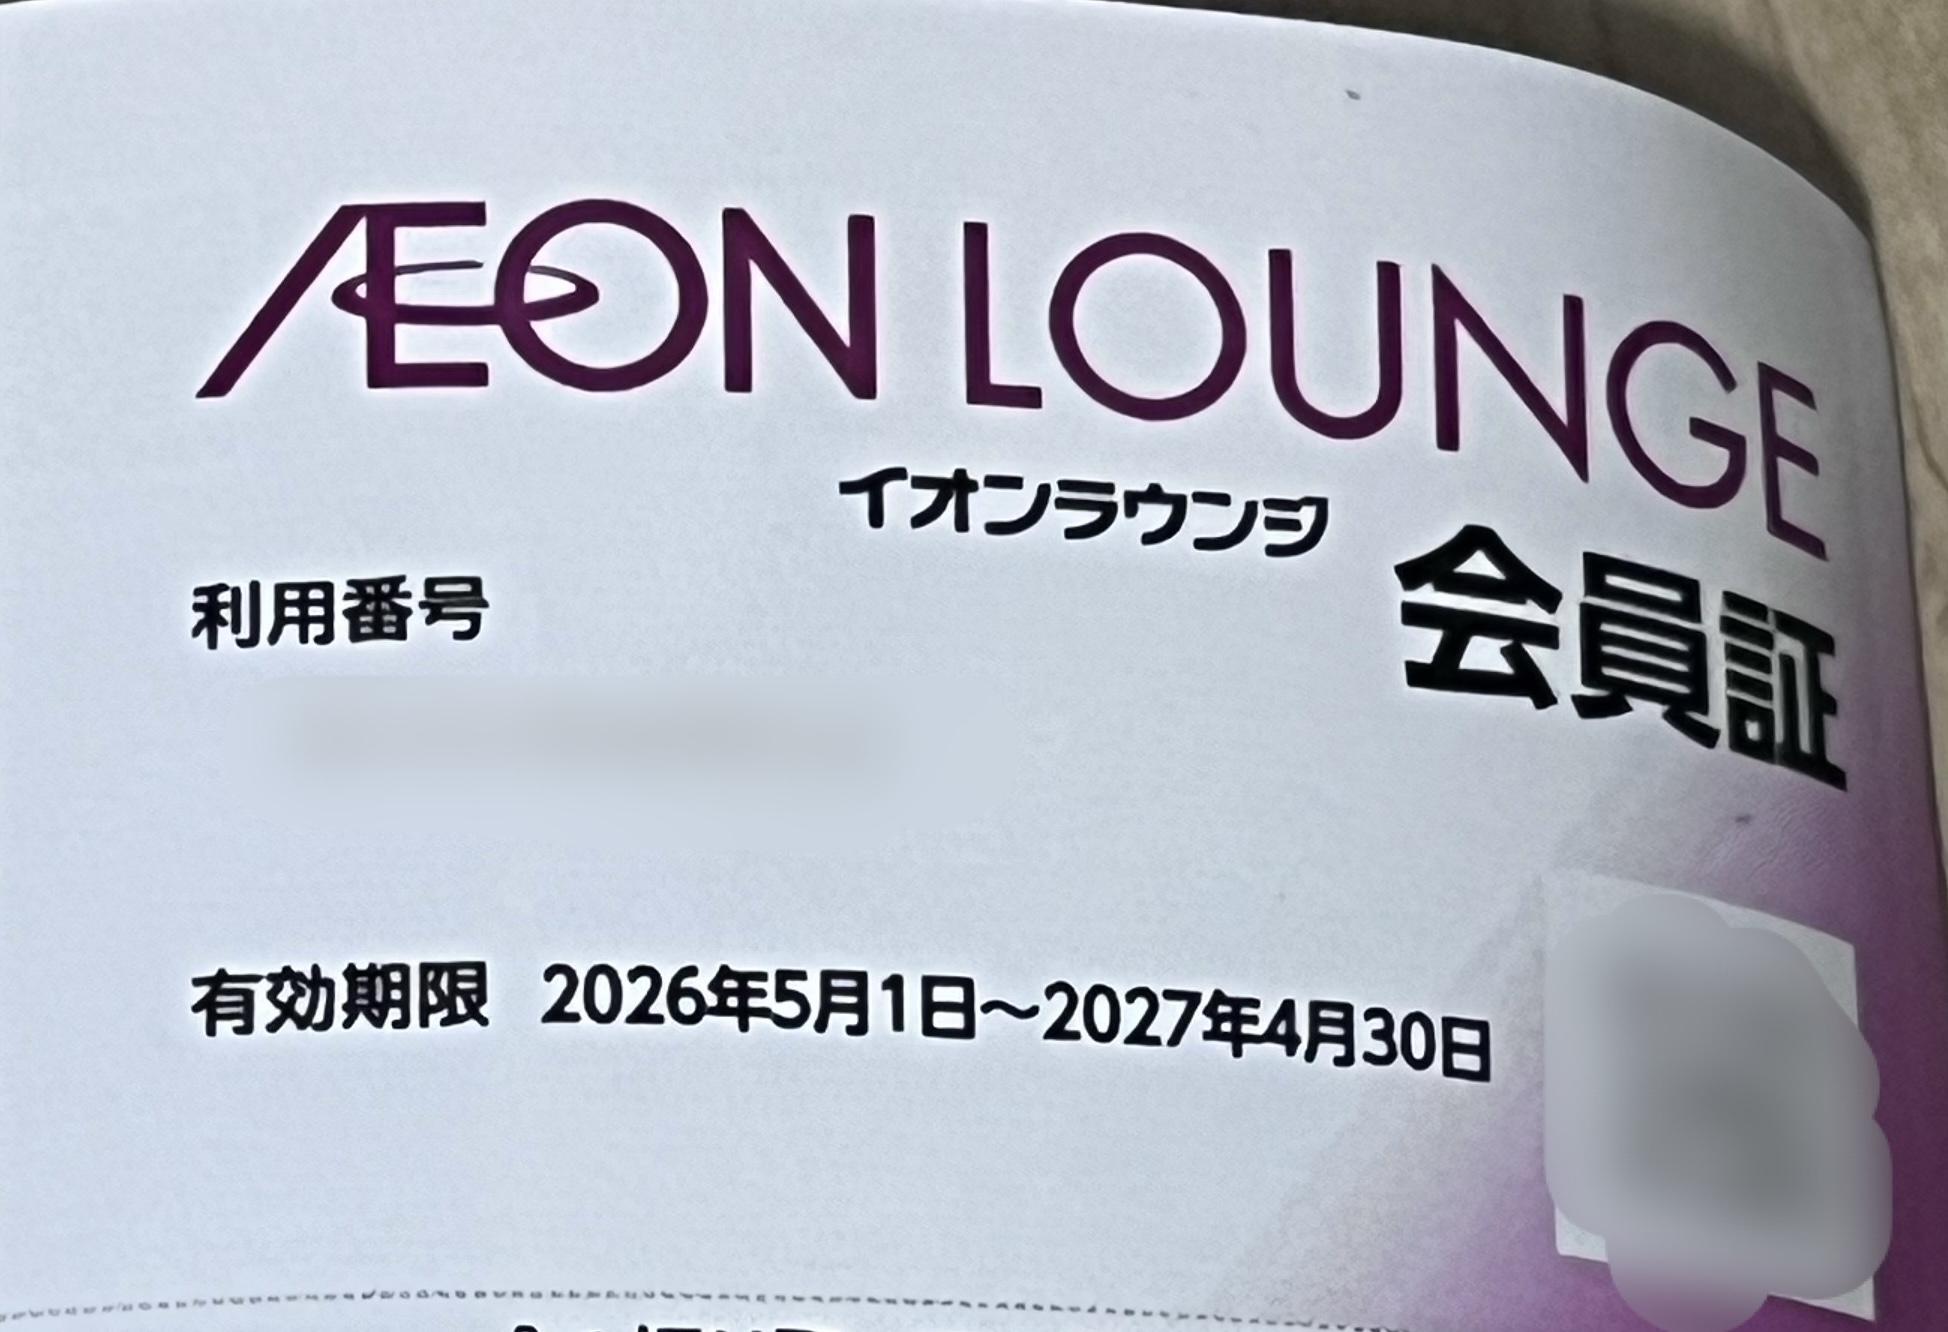 ÆON LOUNGE
イオンラウンジ
会員証
利用番号
有効期限 2026年5月1日～2027年4月30日